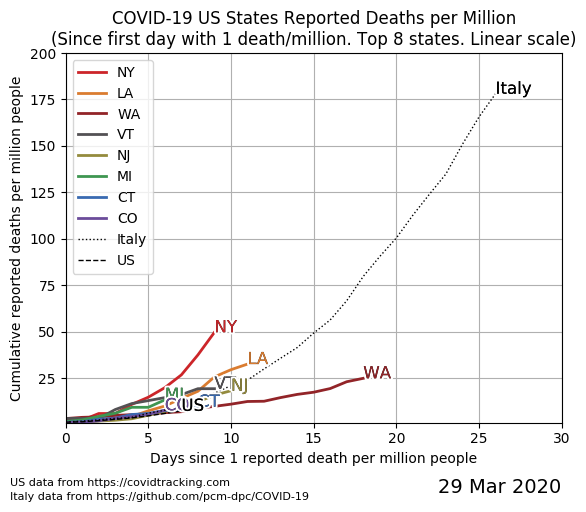 COVID-19 US States Reported Deaths per Million
(Since first day with 1 death/million. Top 8 states. Linear scale)
Cumulative reported deaths per million people
200
175
150
125
100
75
50
25
NY
LA
WA
VT
NJ
MI
CT
CO
Italy
US
Italy
NY
LA
WA
VT
NJ
MI
CT
CO
US
0
5
10
15
20
25
30
Days since 1 reported death per million people
US data from https://covidtracking.com
Italy data from https://github.com/pcm-dpc/COVID-19
29 Mar 2020